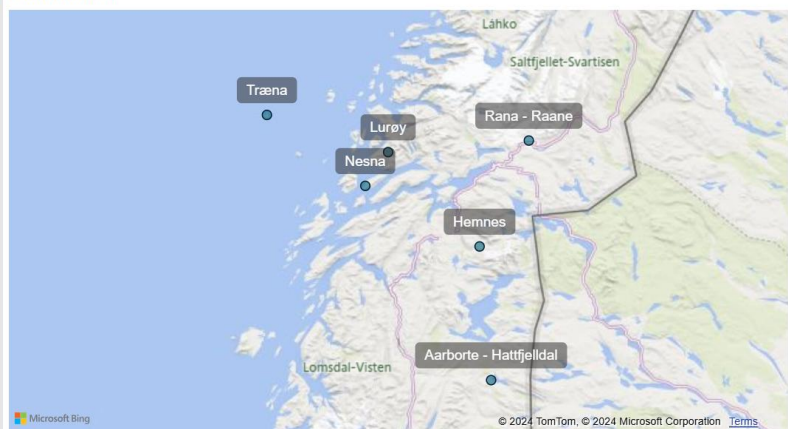 Láhko
Saltfjellet-Svartisen
Træna
Rana - Raane
Lurøy
Nesna
Hemnes
Aarborte - Hattfjelldal
Lomsdal-Visten
Microsoft Bing
© 2024 TomTom, © 2024 Microsoft Corporation Terms